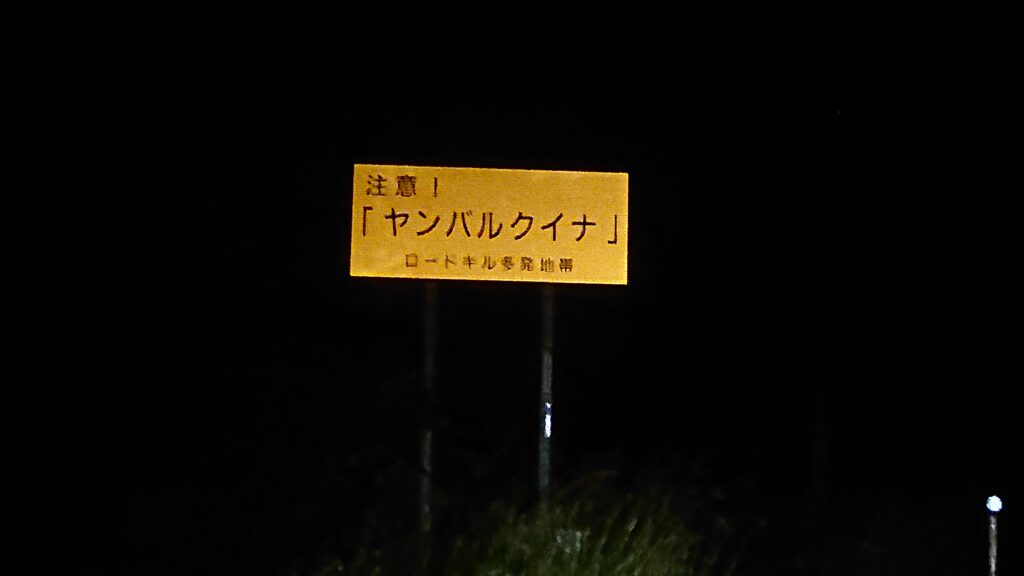 注意！
「ヤンバルクイナ」
ロードキル多発地帯